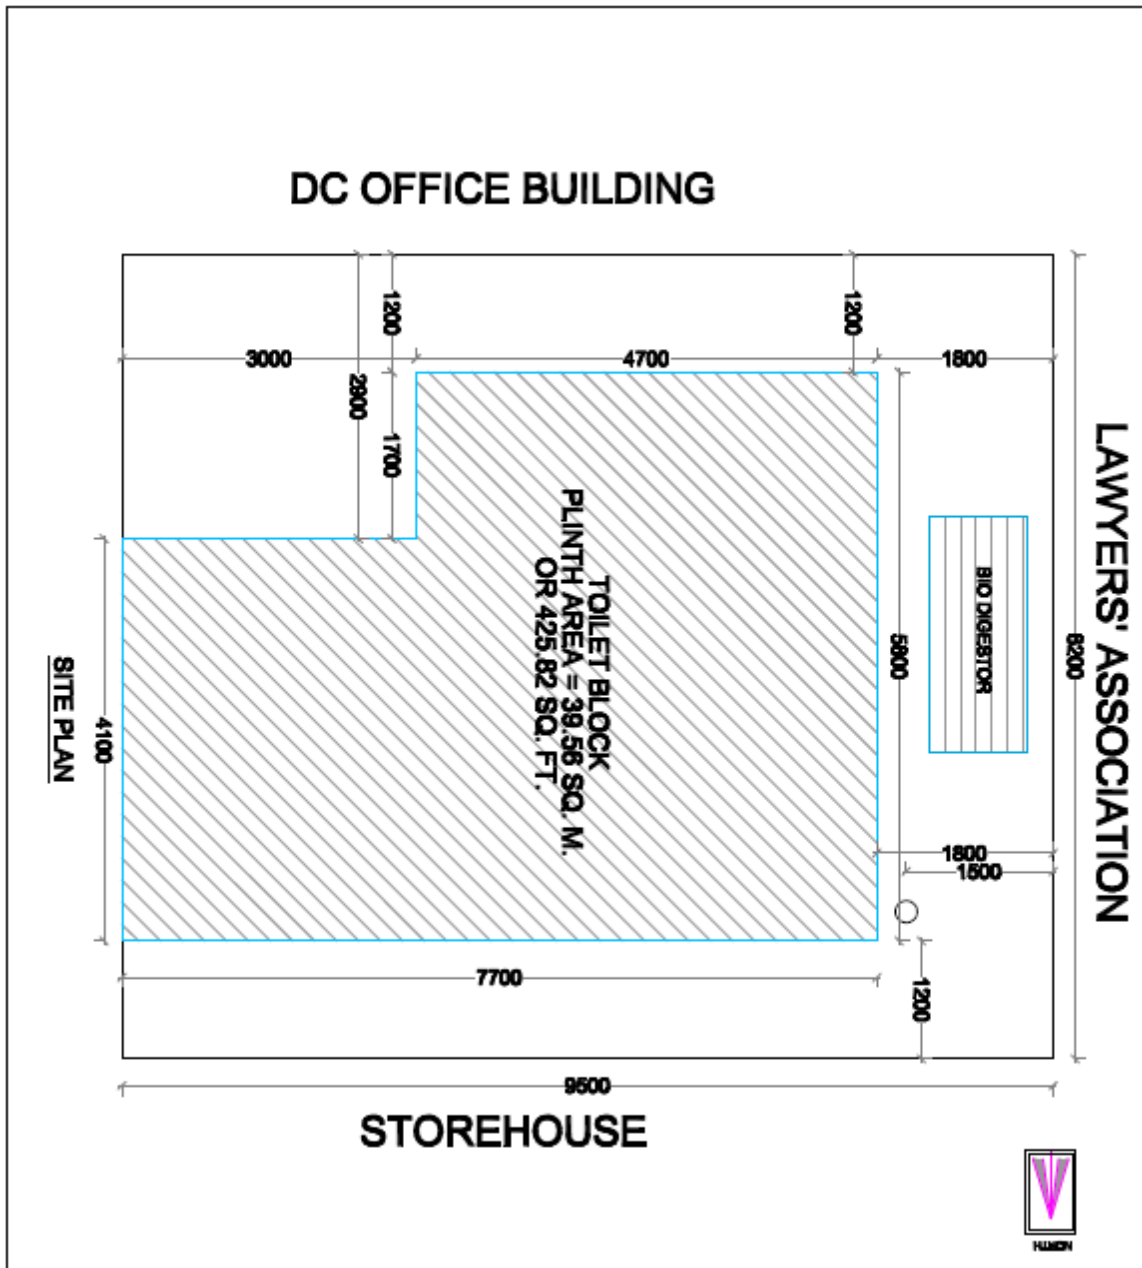 DC OFFICE BUILDING
1200
1200
3000
4700
1800
2900
1700
LAWYERS' ASSOCIATION
TOILET BLOCK
PLINTH AREA = 39.56 SQ. M.
OR 425.82 SQ. FT.
BIO DIGESTOR
5800
8200
SITE PLAN
4100
1800
1500
7700
1200
9500
STOREHOUSE
NORTH